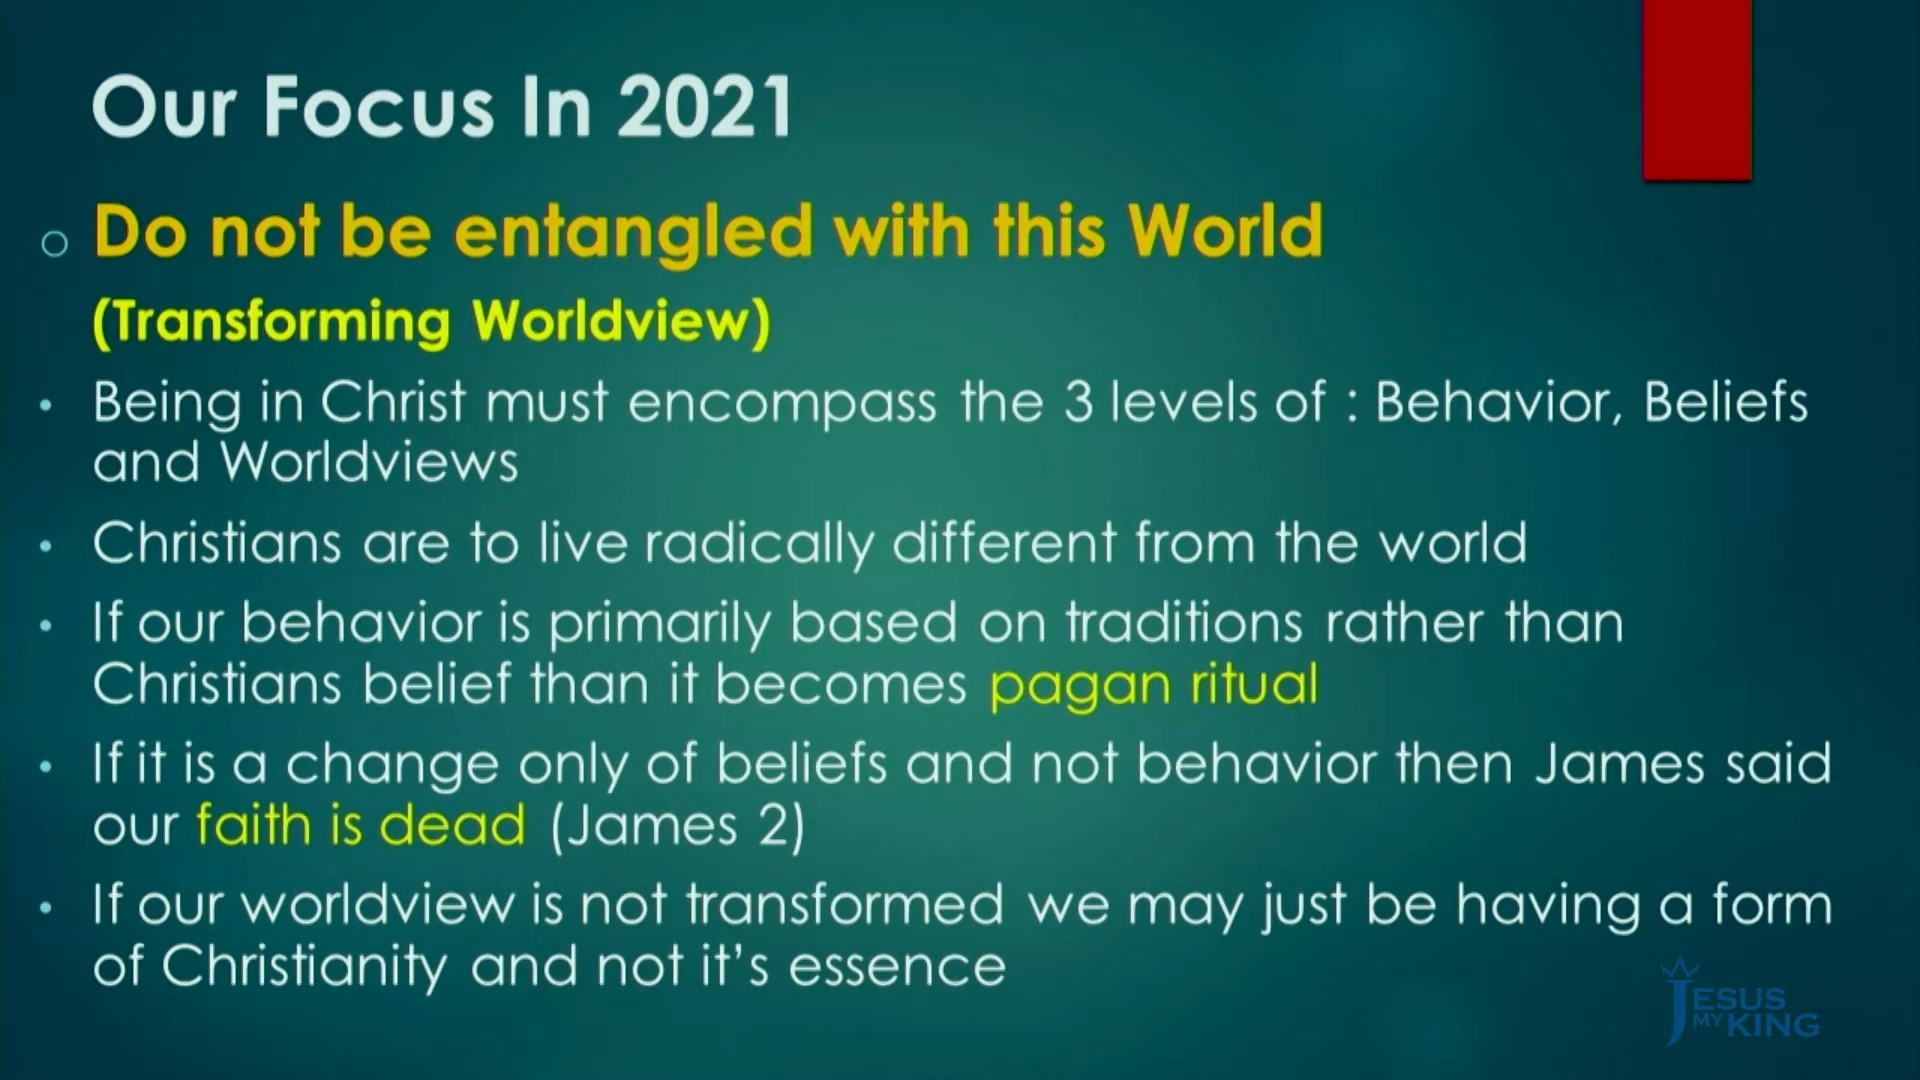 Our Focus In 2021
Do not be entangled with this World
(Transforming Worldview)
Being in Christ must encompass the 3 levels of : Behavior, Beliefs
and Worldviews
Christians are to live radically different from the world
If our behavior is primarily based on traditions rather than
Christians belief than it becomes pagan ritual
If it is a change only of beliefs and not behavior then James said
our faith is dead (James 2)
If our worldview is not transformed we may just be having a form
of Christianity and not it’s essence
JESUS
MY KING